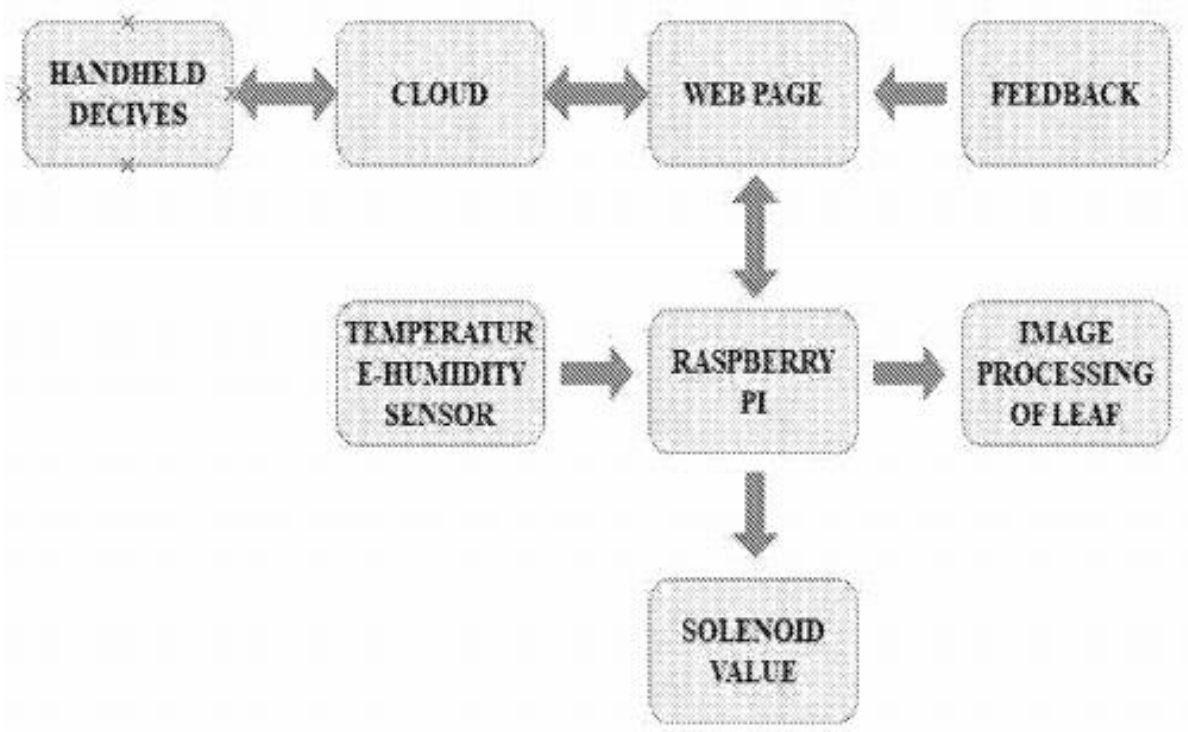 HANDHELD
DECIVES
CLOUD
WEB PAGE
FEEDBACK
TEMPERATUR
E-HUMIDITY
SENSOR
RASPBERRY
PI
IMAGE
PROCESSING
OF LEAF
SOLENOID
VALUE